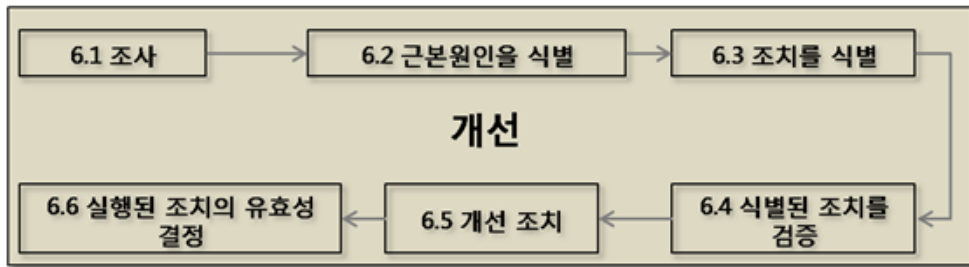 6.1 조사
6.2 근본원인을 식별
6.3 조치를 식별
개선
6.4 식별된 조치를
검증
6.5 개선 조치
6.6 실행된 조치의 유효성
결정